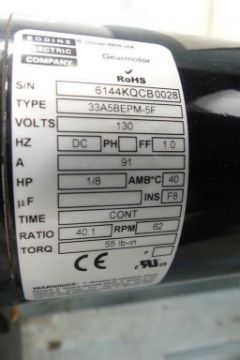 BODINE
ELECTRIC
COMPANY
Gearmotor
RoHS
S/N 6144KQCB0028
TYPE 33A5BEPM-5F
VOLTS 130
HZ DC PH FF 1.0
A .91
HP 1/8 AMB°C 40
µF INS F8
TIME CONT
RATIO 40:1 RPM 62
TORQ 55 lb-in
CE
WARNING: